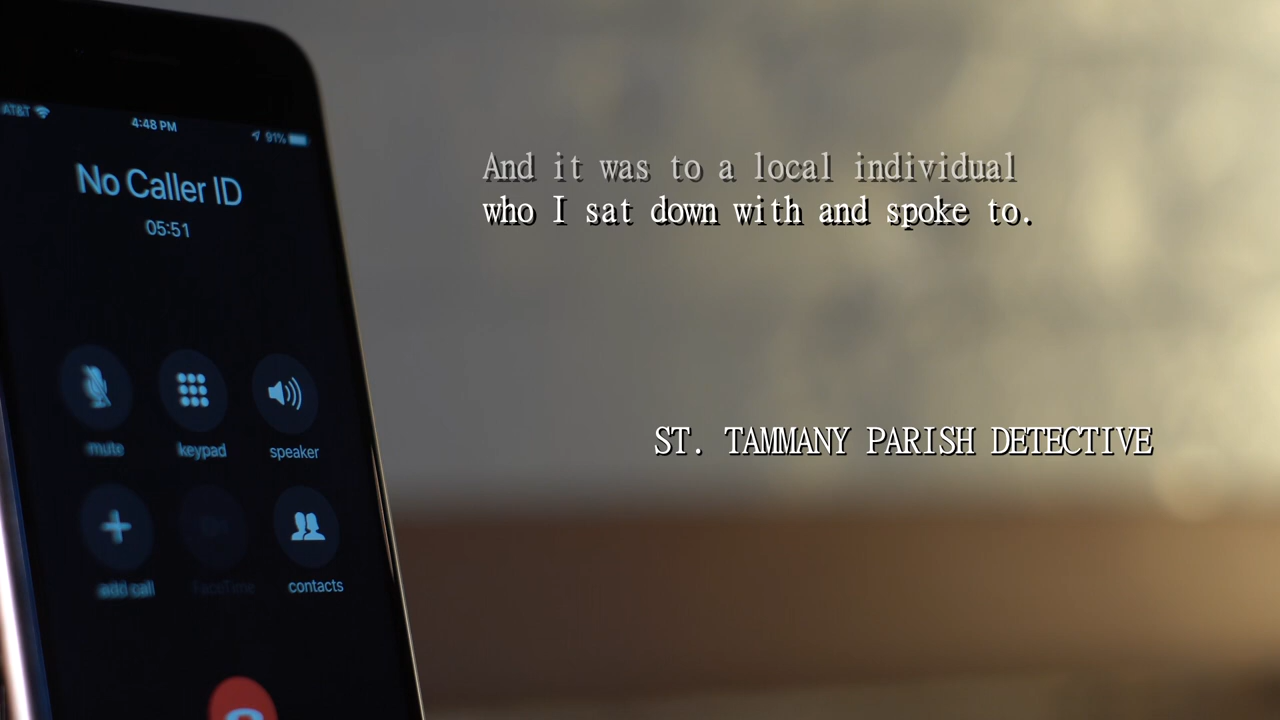 AT&T
4:48 PM
91%
No Caller ID
05:51
mute
keypad
speaker
add call
FaceTime
contacts
And it was to a local individual
who I sat down with and spoke to.
ST. TAMMANY PARISH DETECTIVE